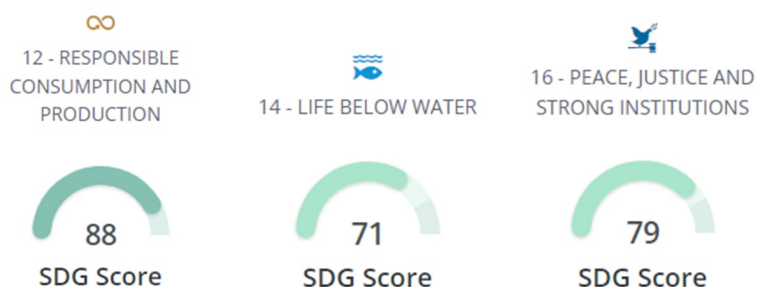 12 - RESPONSIBLE
CONSUMPTION AND
PRODUCTION
88
SDG Score
14 - LIFE BELOW WATER
71
SDG Score
16 - PEACE, JUSTICE AND
STRONG INSTITUTIONS
79
SDG Score